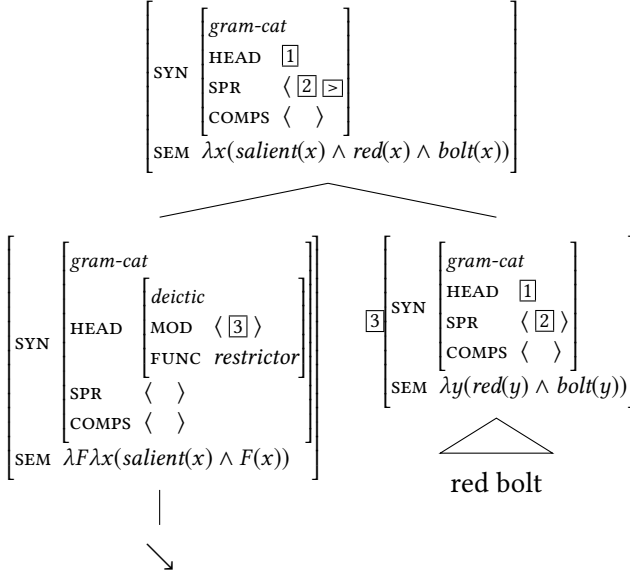 gram-cat
HEAD 1
SYN SPR ⟨ 2 >
COMPS ⟨ ⟩
SEM λx(salient(x) ∧ red(x) ∧ bolt(x))
gram-cat
deictic
HEAD MOD ⟨ 3 ⟩
FUNC restrictor
SYN
SPR ⟨ ⟩
COMPS ⟨ ⟩
SEM λFλx(salient(x) ∧ F(x))
↘
gram-cat
HEAD 1
3 SYN SPR ⟨ 2 ⟩
COMPS ⟨ ⟩
SEM λy(red(y) ∧ bolt(y))
red bolt